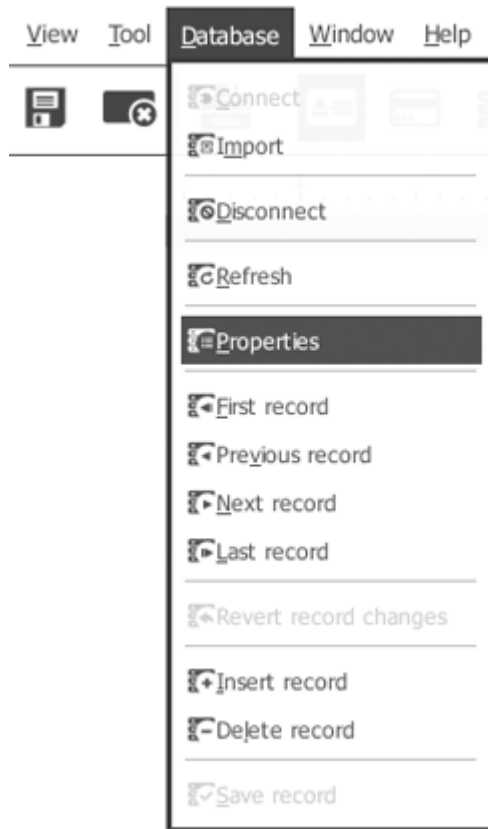 View Tool Database Window Help
Connect
Import
Disconnect
Refresh
Properties
First record
Previous record
Next record
Last record
Revert record changes
Insert record
Delete record
Save record